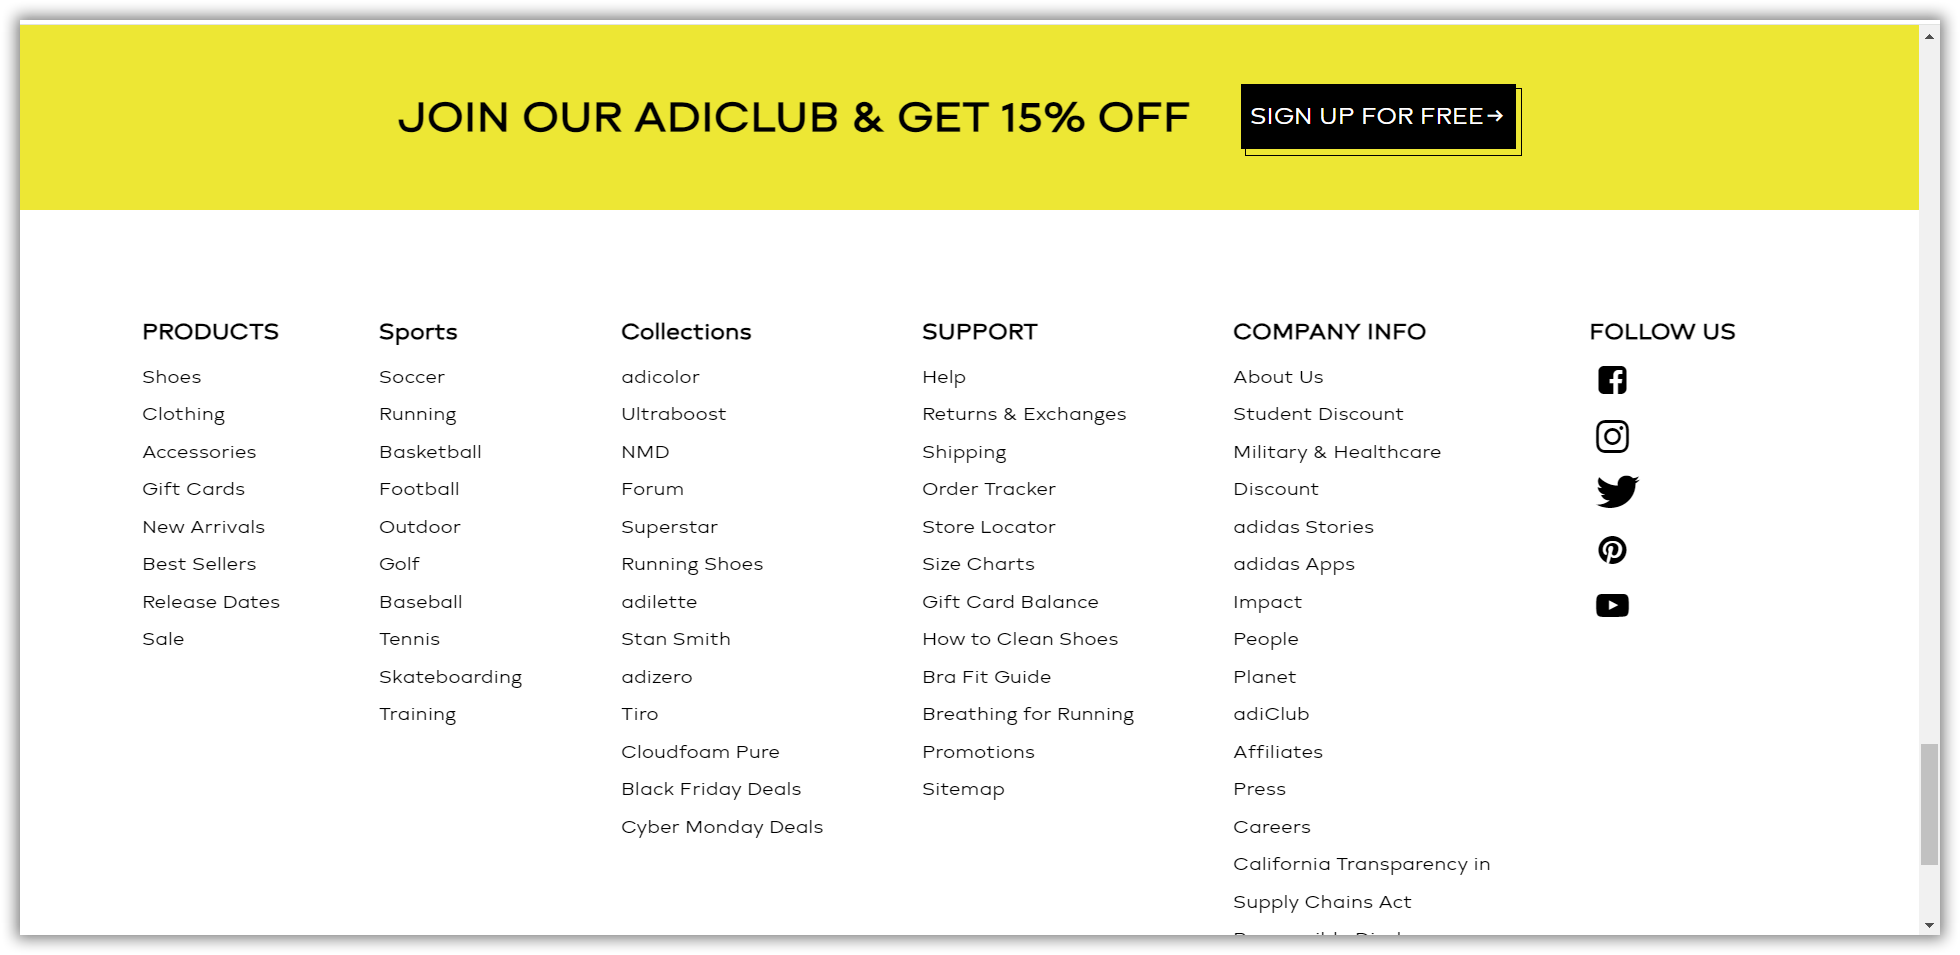 JOIN OUR ADICLUB & GET 15% OFF
SIGN UP FOR FREE→
PRODUCTS
Shoes
Clothing
Accessories
Gift Cards
New Arrivals
Best Sellers
Release Dates
Sale
Sports
Soccer
Running
Basketball
Football
Outdoor
Golf
Baseball
Tennis
Skateboarding
Training
Collections
adicolor
Ultraboost
NMD
Forum
Superstar
Running Shoes
adilette
Stan Smith
adizero
Tiro
Cloudfoam Pure
Black Friday Deals
Cyber Monday Deals
SUPPORT
Help
Returns & Exchanges
Shipping
Order Tracker
Store Locator
Size Charts
Gift Card Balance
How to Clean Shoes
Bra Fit Guide
Breathing for Running
Promotions
Sitemap
COMPANY INFO
About Us
Student Discount
Military & Healthcare
Discount
adidas Stories
adidas Apps
Impact
People
Planet
adiClub
Affiliates
Press
Careers
California Transparency in
Supply Chains Act
FOLLOW US